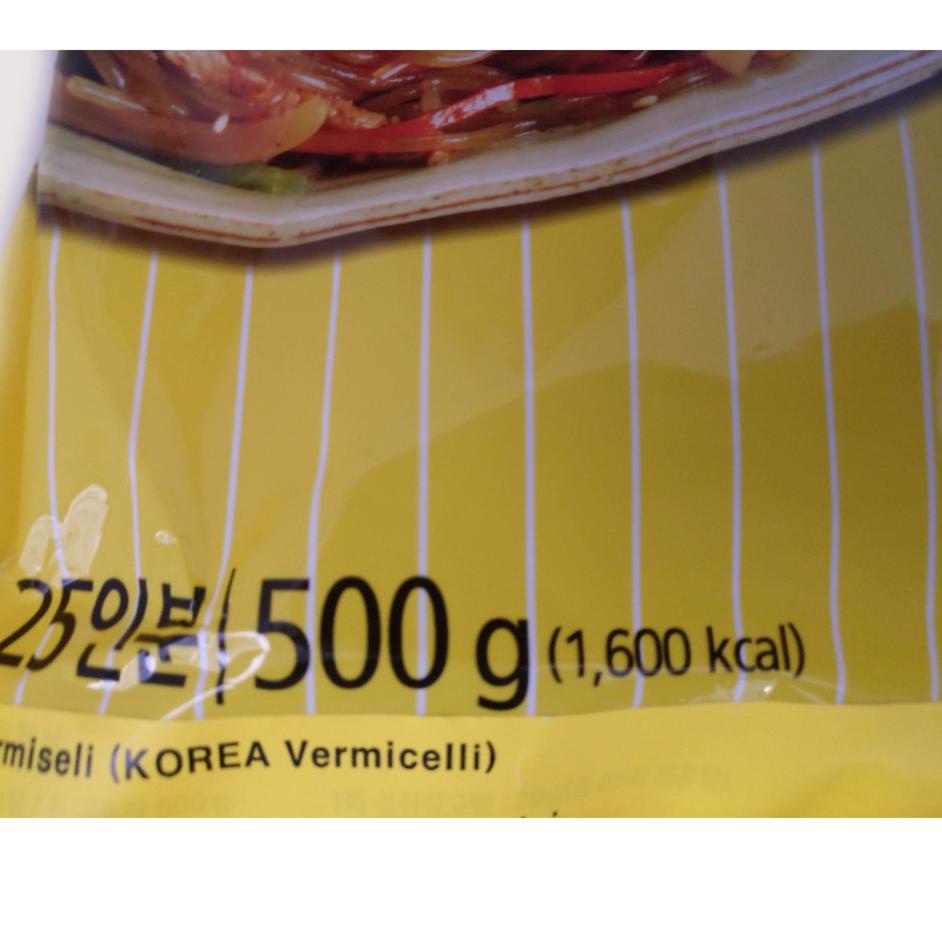 25인분 | 500 g (1,600 kcal)
rmiseli (KOREA Vermicelli)